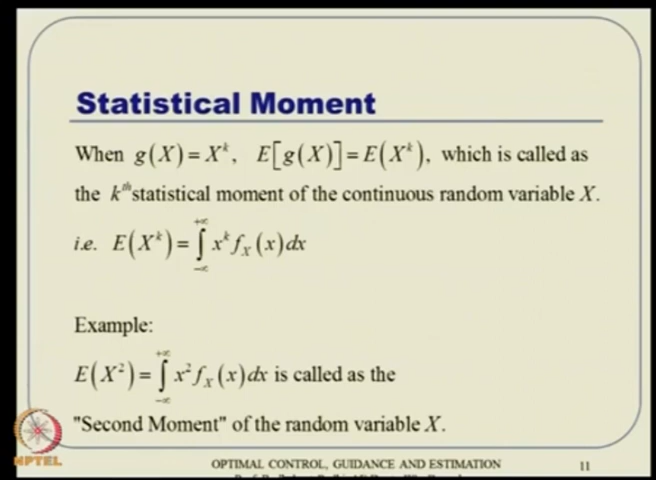 Statistical Moment
When g(X) = X^k, E[g(X)] = E(X^k), which is called as
the k^th statistical moment of the continuous random variable X.
i.e. E(X^k) = ∫_{-∞}^{+∞} x^k f_X(x) dx
Example:
E(X^2) = ∫_{-∞}^{+∞} x^2 f_X(x) dx is called as the
"Second Moment" of the random variable X.
NPTEL
OPTIMAL CONTROL, GUIDANCE AND ESTIMATION 11